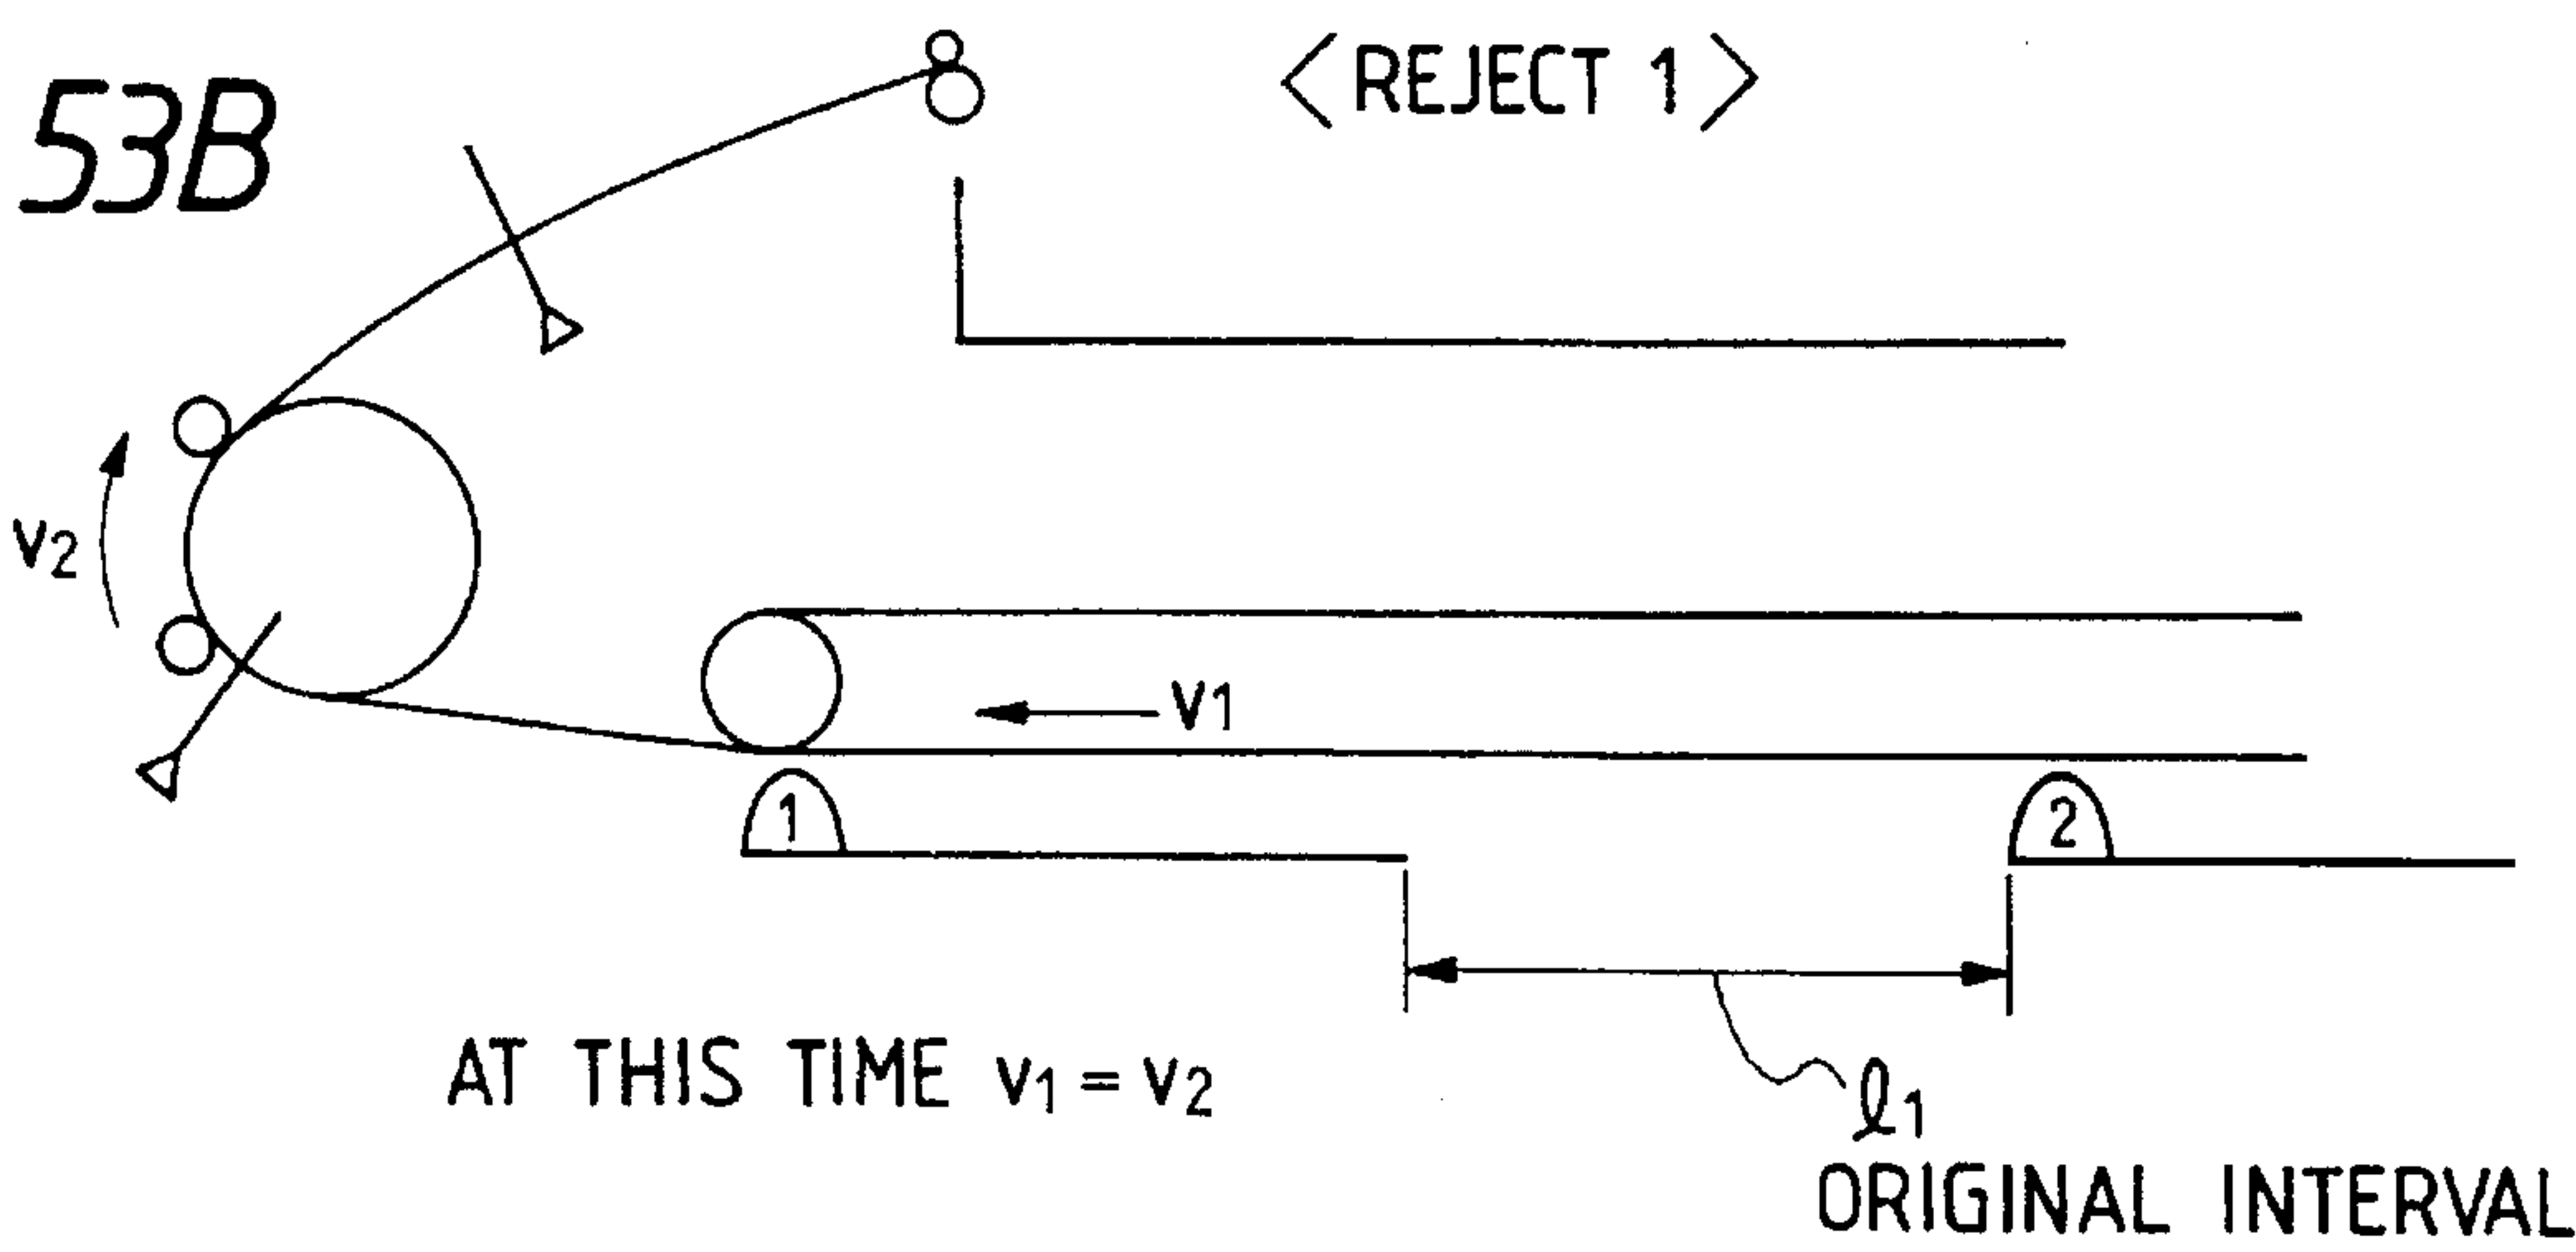 53B
<REJECT 1>
v2
v1
1
2
AT THIS TIME v1 = v2
ℓ1
ORIGINAL INTERVAL